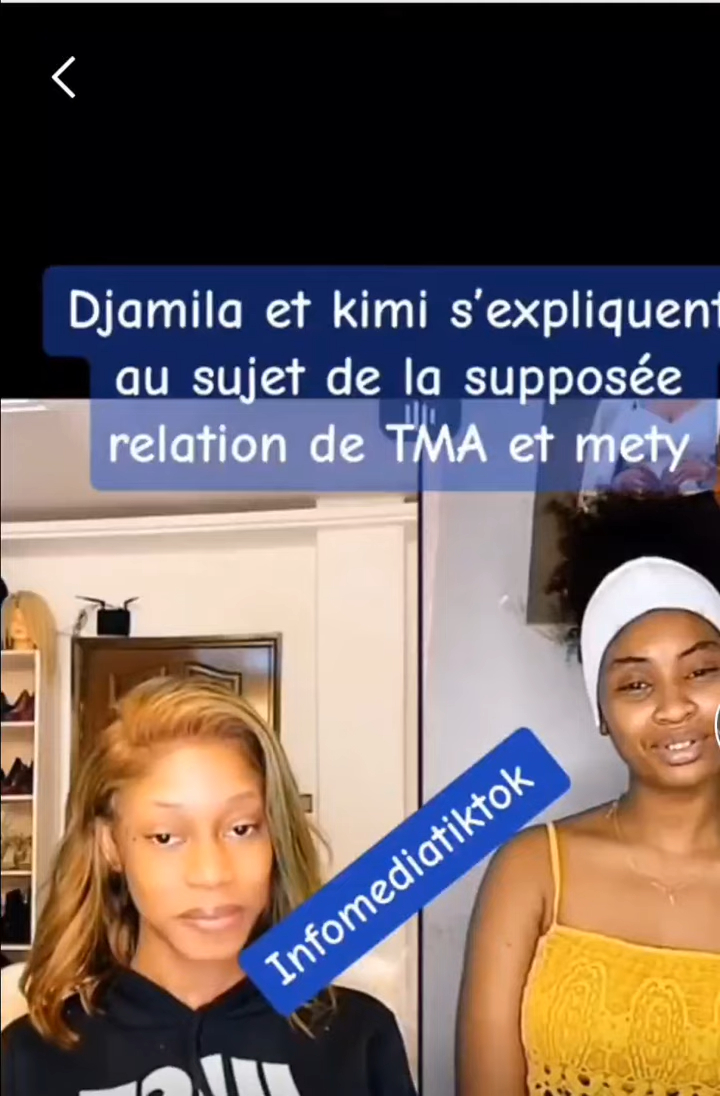 Djamila et kimi s'expliquent
au sujet de la supposée
relation de TMA et mety
Infomediatiktok